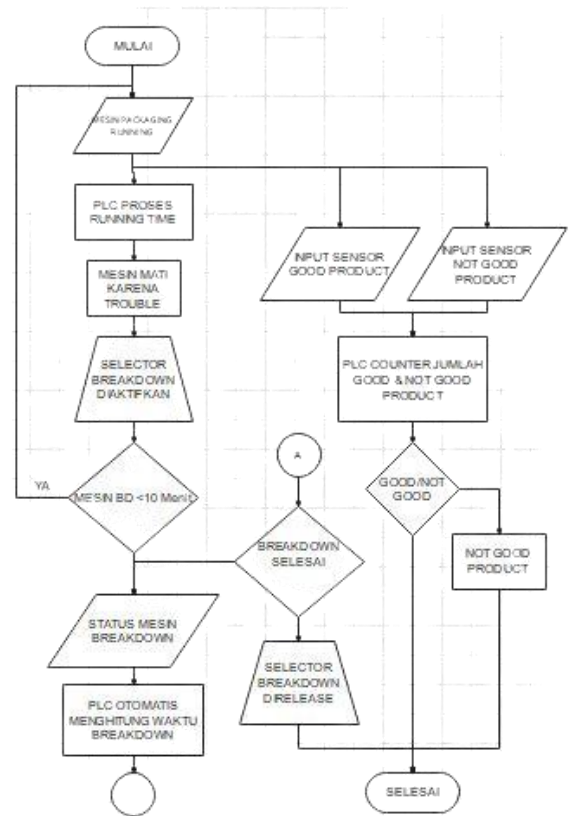 MULAI
MESIN PACKAGING
RUNNING
PLC PROSES
RUNNING TIME
MESIN MATI
KARENA
TROUBLE
SELECTOR
BREAKDOWN
DIAKTIFKAN
YA
MESIN BD <10 Menit
STATUS MESIN
BREAKDOWN
PLC OTOMATIS
MENGHITUNG WAKTU
BREAKDOWN
A
BREAKDOWN
SELESAI
SELECTOR
BREAKDOWN
DIRELEASE
INPUT SENSOR
GOOD PRODUCT
INPUT SENSOR
NOT GOOD
PRODUCT
PLC COUNTER JUMLAH
GOOD & NOT GOOD
PRODUCT
GOOD/NOT
GOOD
NOT GOOD
PRODUCT
SELESAI